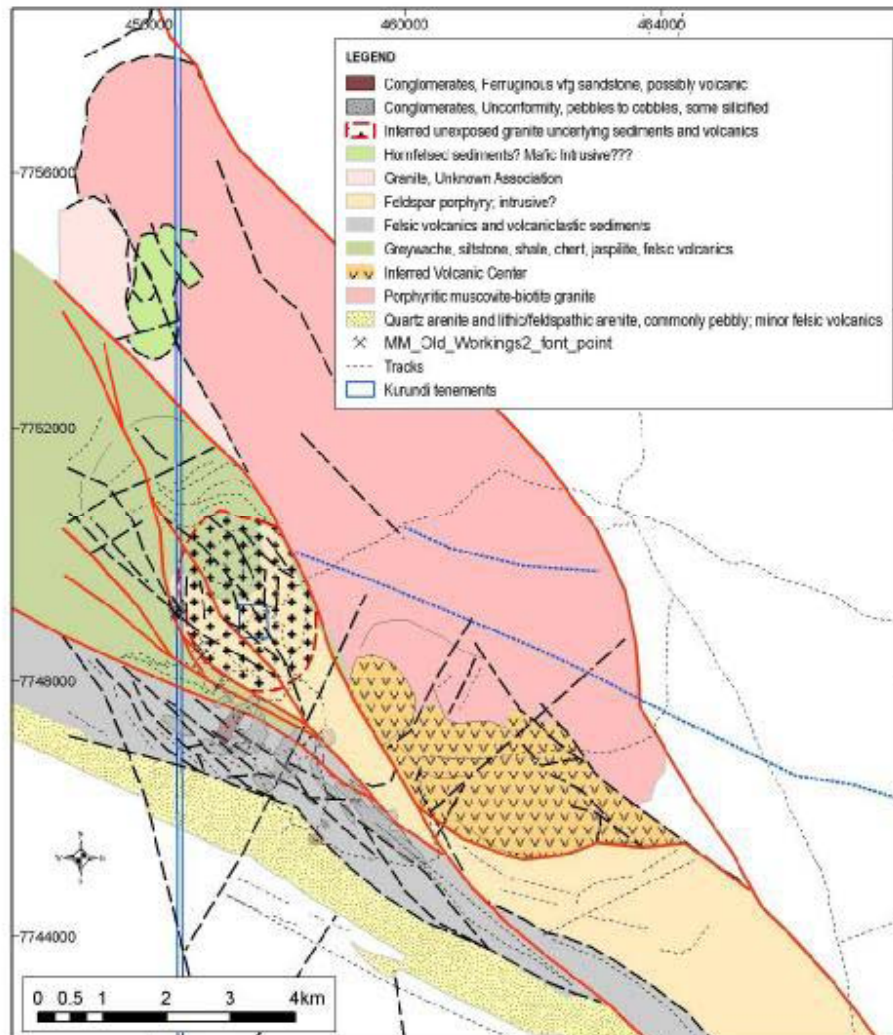 456000 460000 464000
LEGEND
Conglomerates, Ferruginous vfg sandstone, possibly volcanic
Conglomerates, Unconformity, pebbles to cobbles, some silicified
Inferred unexposed granite underlying sediments and volcanics
Hornfelsed sediments? Mafic Intrusive???
Granite, Unknown Association
Feldspar porphyry; intrusive?
Felsic volcanics and volcaniclastic sediments
Greywache, siltstone, shale, chert, jaspilite, felsic volcanics
Inferred Volcanic Center
Porphyritic muscovite-biotite granite
Quartz arenite and lithic/feldspathic arenite, commonly pebbly; minor felsic volcanics
MM_Old_Workings2_font_point
Tracks
Kurundi tenements
7756000
7752000
7748000
7744000
0 0.5 1 2 3 4km